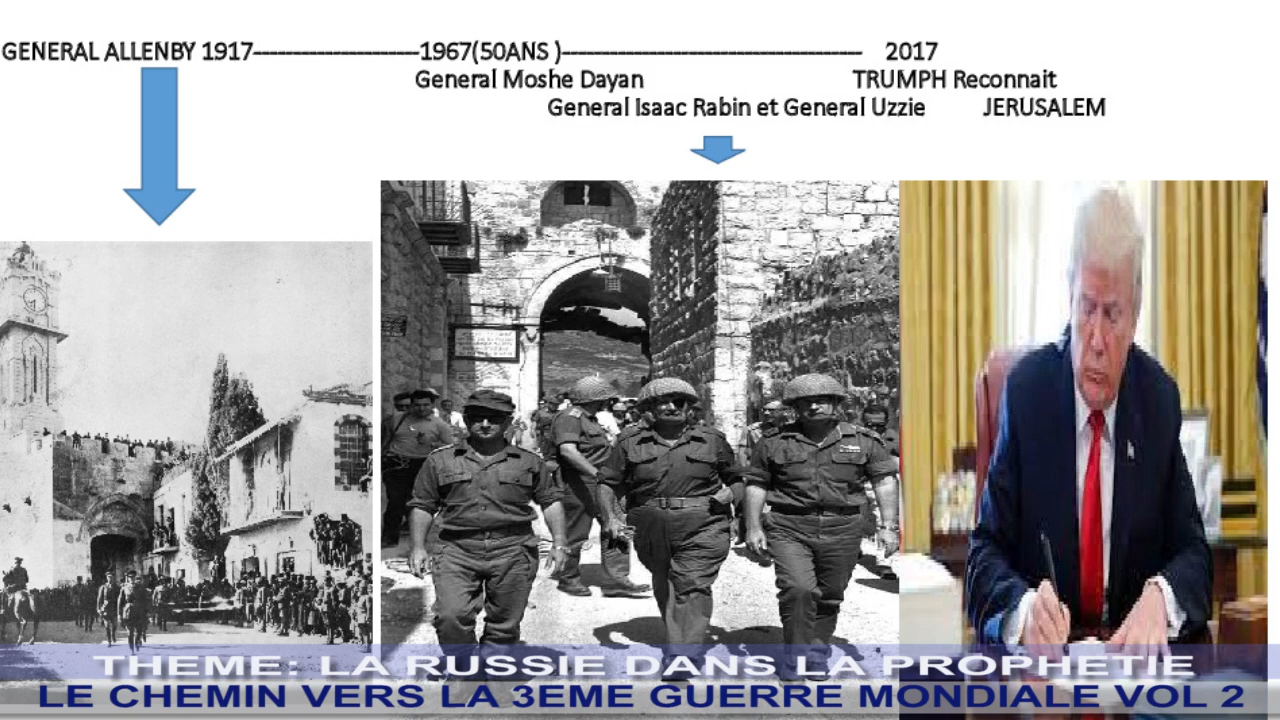 GENERAL ALLENBY 1917---------------------1967(50ANS )-------------------------------------- 2017
General Moshe Dayan TRUMPH Reconnait
General Isaac Rabin et General Uzzie JERUSALEM
THEME: LA RUSSIE DANS LA PROPHETIE
LE CHEMIN VERS LA 3EME GUERRE MONDIALE VOL 2